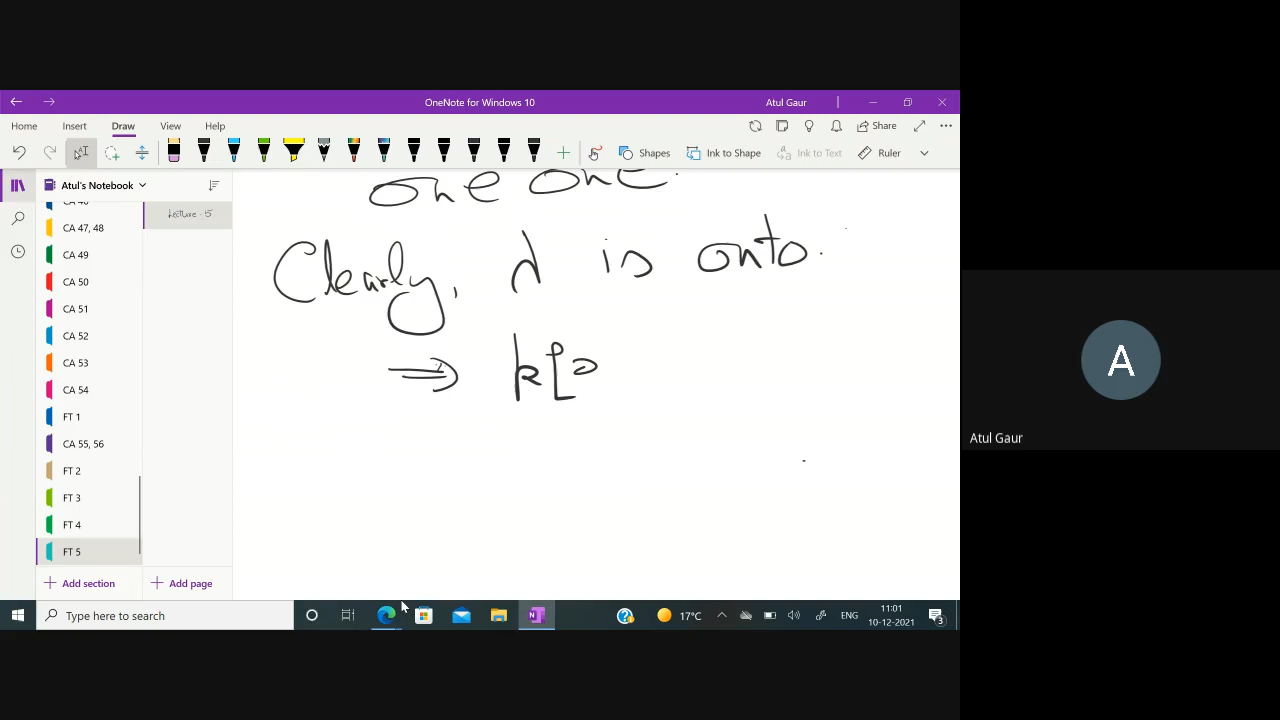 OneNote for Windows 10
Atul Gaur
Home Insert Draw View Help
Share
Shapes Ink to Shape Ink to Text Ruler
Atul's Notebook
Lecture - 5
CA 46
CA 47, 48
CA 49
CA 50
CA 51
CA 52
CA 53
CA 54
FT 1
CA 55, 56
FT 2
FT 3
FT 4
FT 5
Add section
Add page
one one.
Clearly, λ is onto.
⇒ k[
A
Atul Gaur
Type here to search
17°C
ENG
11:01
10-12-2021
3